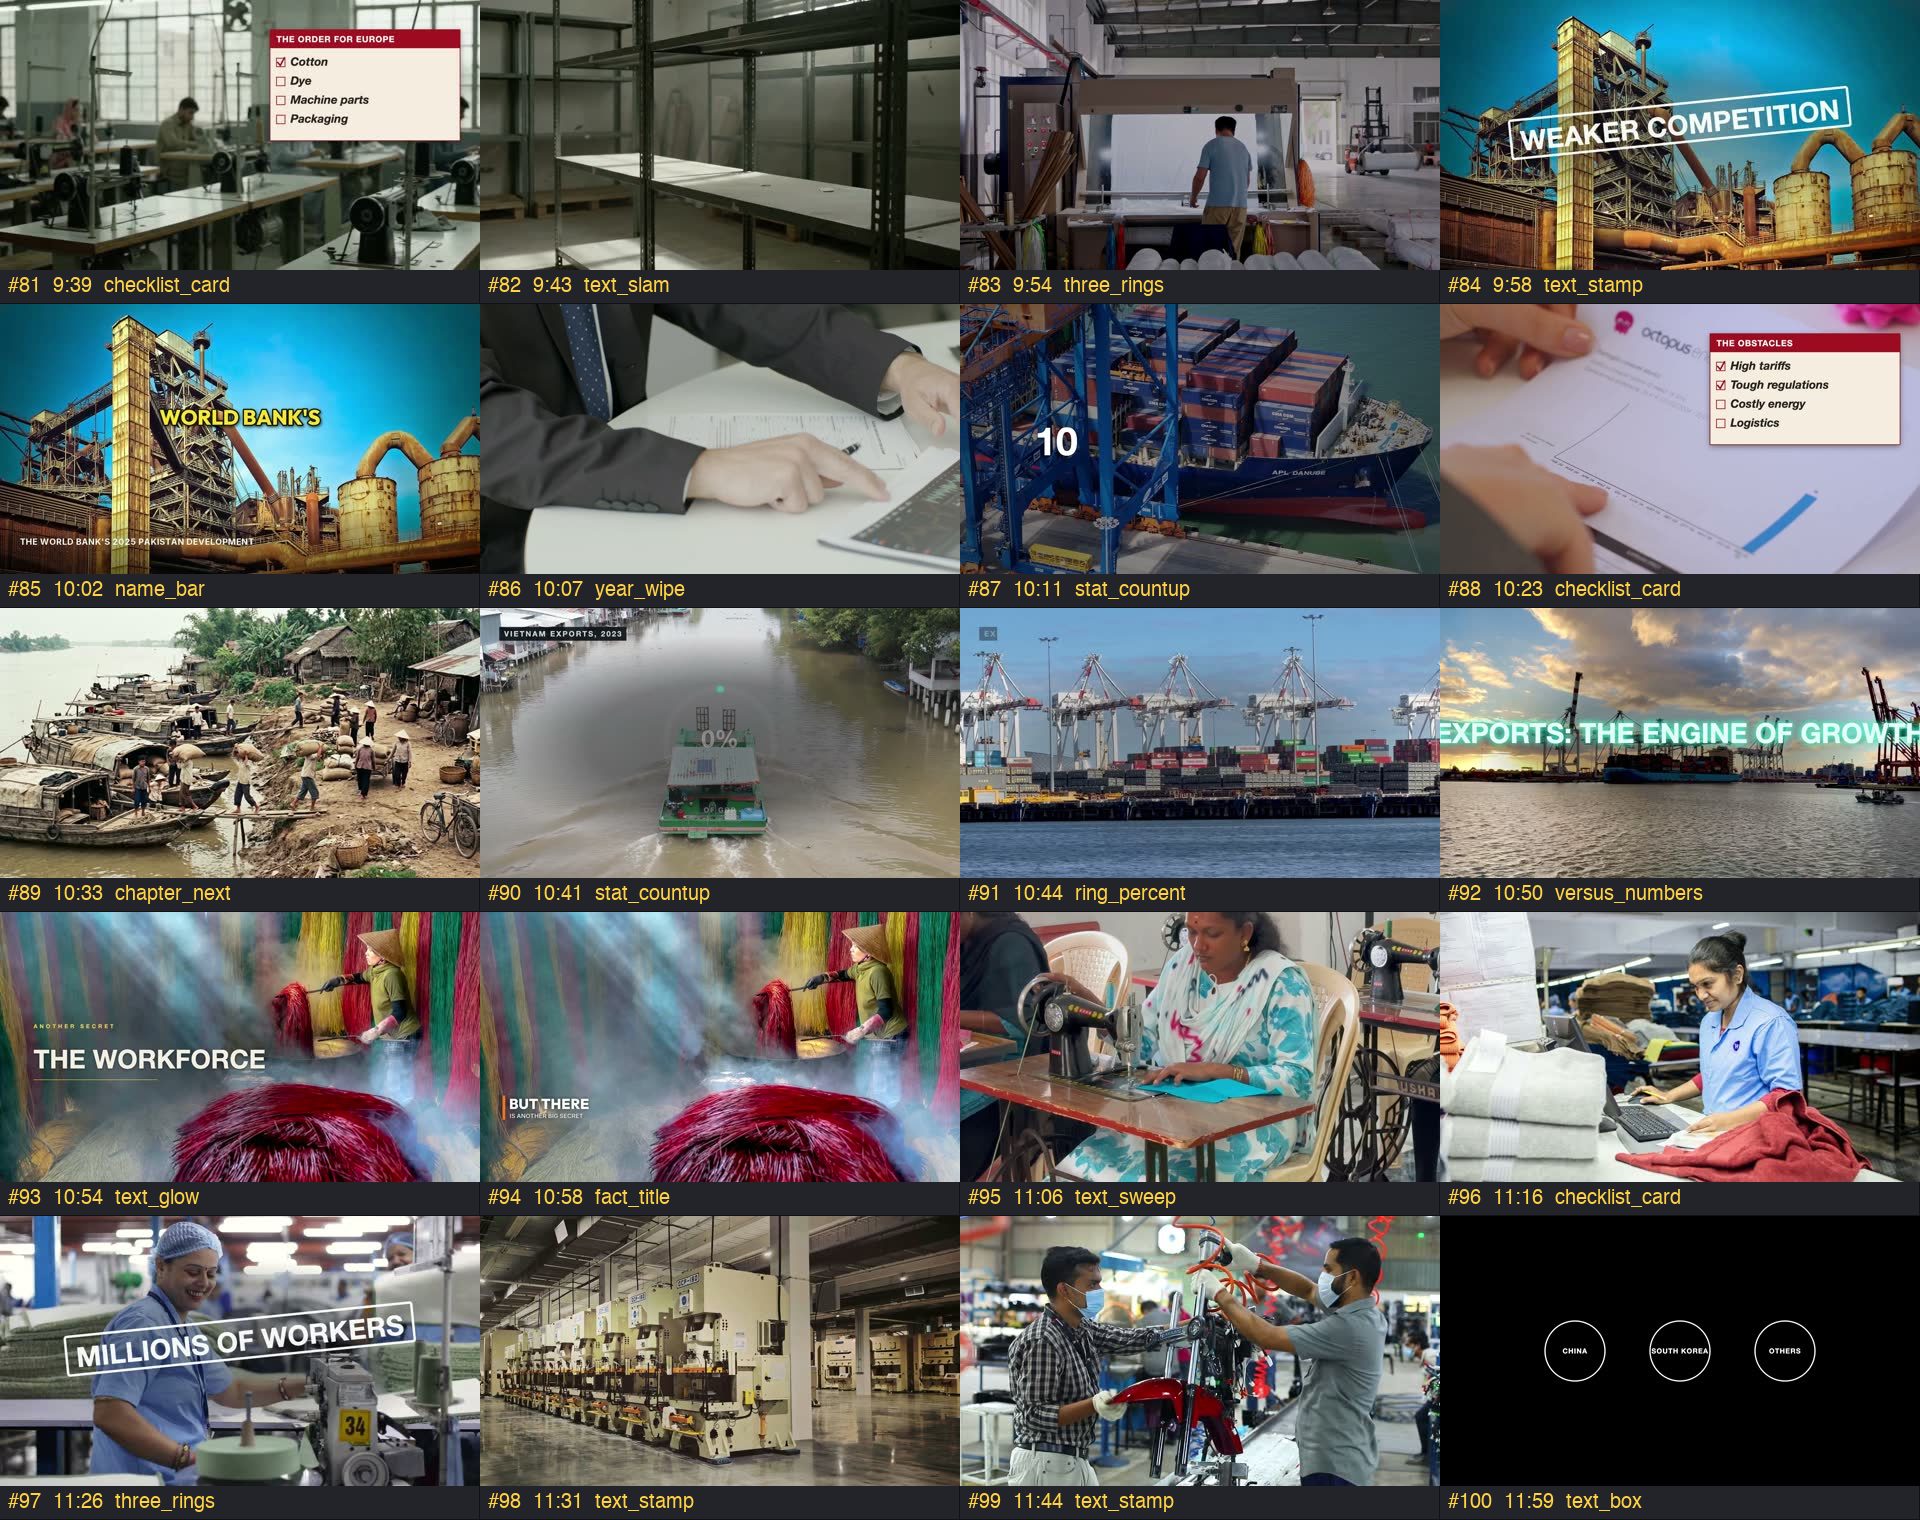 THE ORDER FOR EUROPE
Cotton
Dye
Machine parts
Packaging
#81 9:39 checklist_card
#82 9:43 text_slam
#83 9:54 three_rings
WEAKER COMPETITION
#84 9:58 text_stamp
WORLD BANK'S
THE WORLD BANK'S 2025 PAKISTAN DEVELOPMENT
#85 10:02 name_bar
#86 10:07 year_wipe
10
APL DANUBE
#87 10:11 stat_countup
octopus
THE OBSTACLES
High tariffs
Tough regulations
Costly energy
Logistics
#88 10:23 checklist_card
#89 10:33 chapter_next
VIETNAM EXPORTS, 2023
0%
OF GDP
#90 10:41 stat_countup
EX
#91 10:44 ring_percent
EXPORTS: THE ENGINE OF GROWTH
#92 10:50 versus_numbers
ANOTHER SECRET
THE WORKFORCE
#93 10:54 text_glow
BUT THERE
IS ANOTHER BIG SECRET
#94 10:58 fact_title
#95 11:06 text_sweep
#96 11:16 checklist_card
MILLIONS OF WORKERS
34
#97 11:26 three_rings
#98 11:31 text_stamp
#99 11:44 text_stamp
CHINA
SOUTH KOREA
OTHERS
#100 11:59 text_box